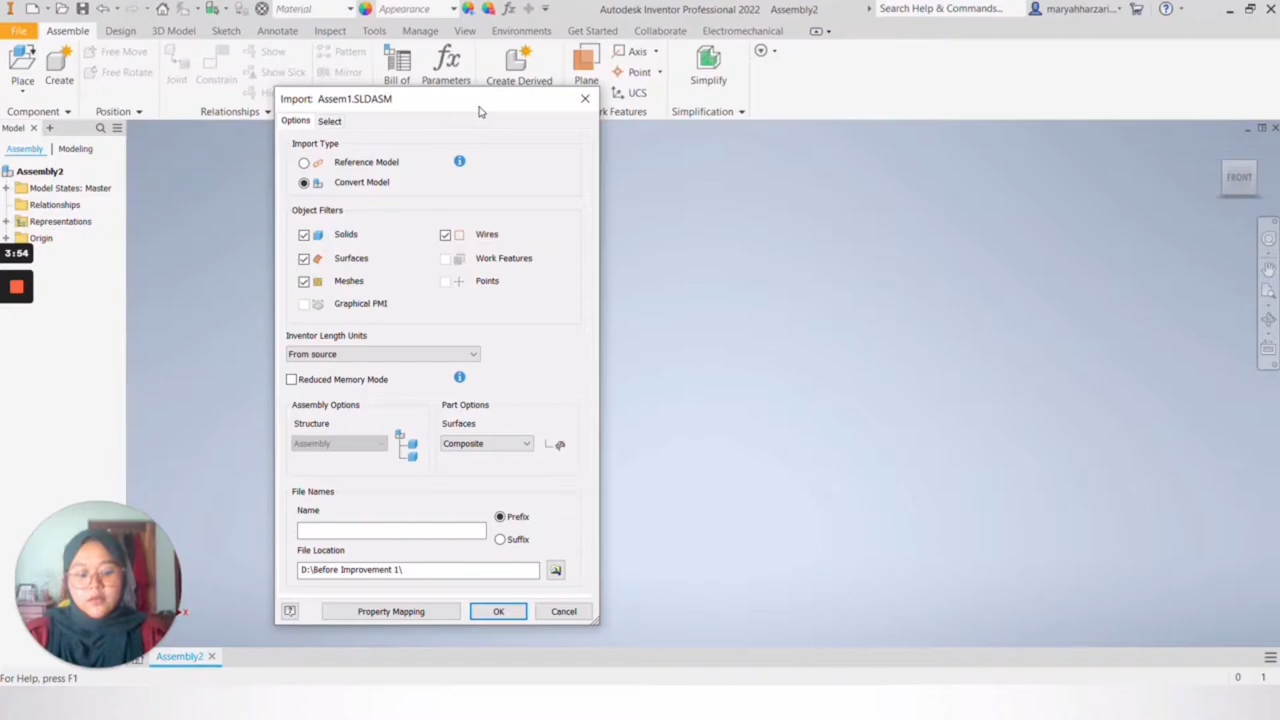 Material Appearance Autodesk Inventor Professional 2022 Assembly2 Search Help & Commands... maryahharzari...
File Assemble Design 3D Model Sketch Annotate Inspect Tools Manage View Environments Get Started Collaborate Electromechanical
Free Move Show Pattern Axis
Place Create Free Rotate Joint Constrain Show Sick Mirror Bill of Parameters Create Derived Plane Point Simplify
UCS
Component Position Relationships Features Simplification
Model
Assembly Modeling
Assembly2
Model States: Master
Relationships
Representations
Origin
3:54
Import: Assem1.SLDASM
Options Select
Import Type
Reference Model
Convert Model
Object Filters
Solids Wires
Surfaces Work Features
Meshes Points
Graphical PMI
Inventor Length Units
From source
Reduced Memory Mode
Assembly Options Part Options
Structure Surfaces
Assembly Composite
File Names
Name Prefix
Suffix
File Location
D:\Before Improvement 1\
Property Mapping OK Cancel
FRONT
x
Assembly2
For Help, press F1 0 1